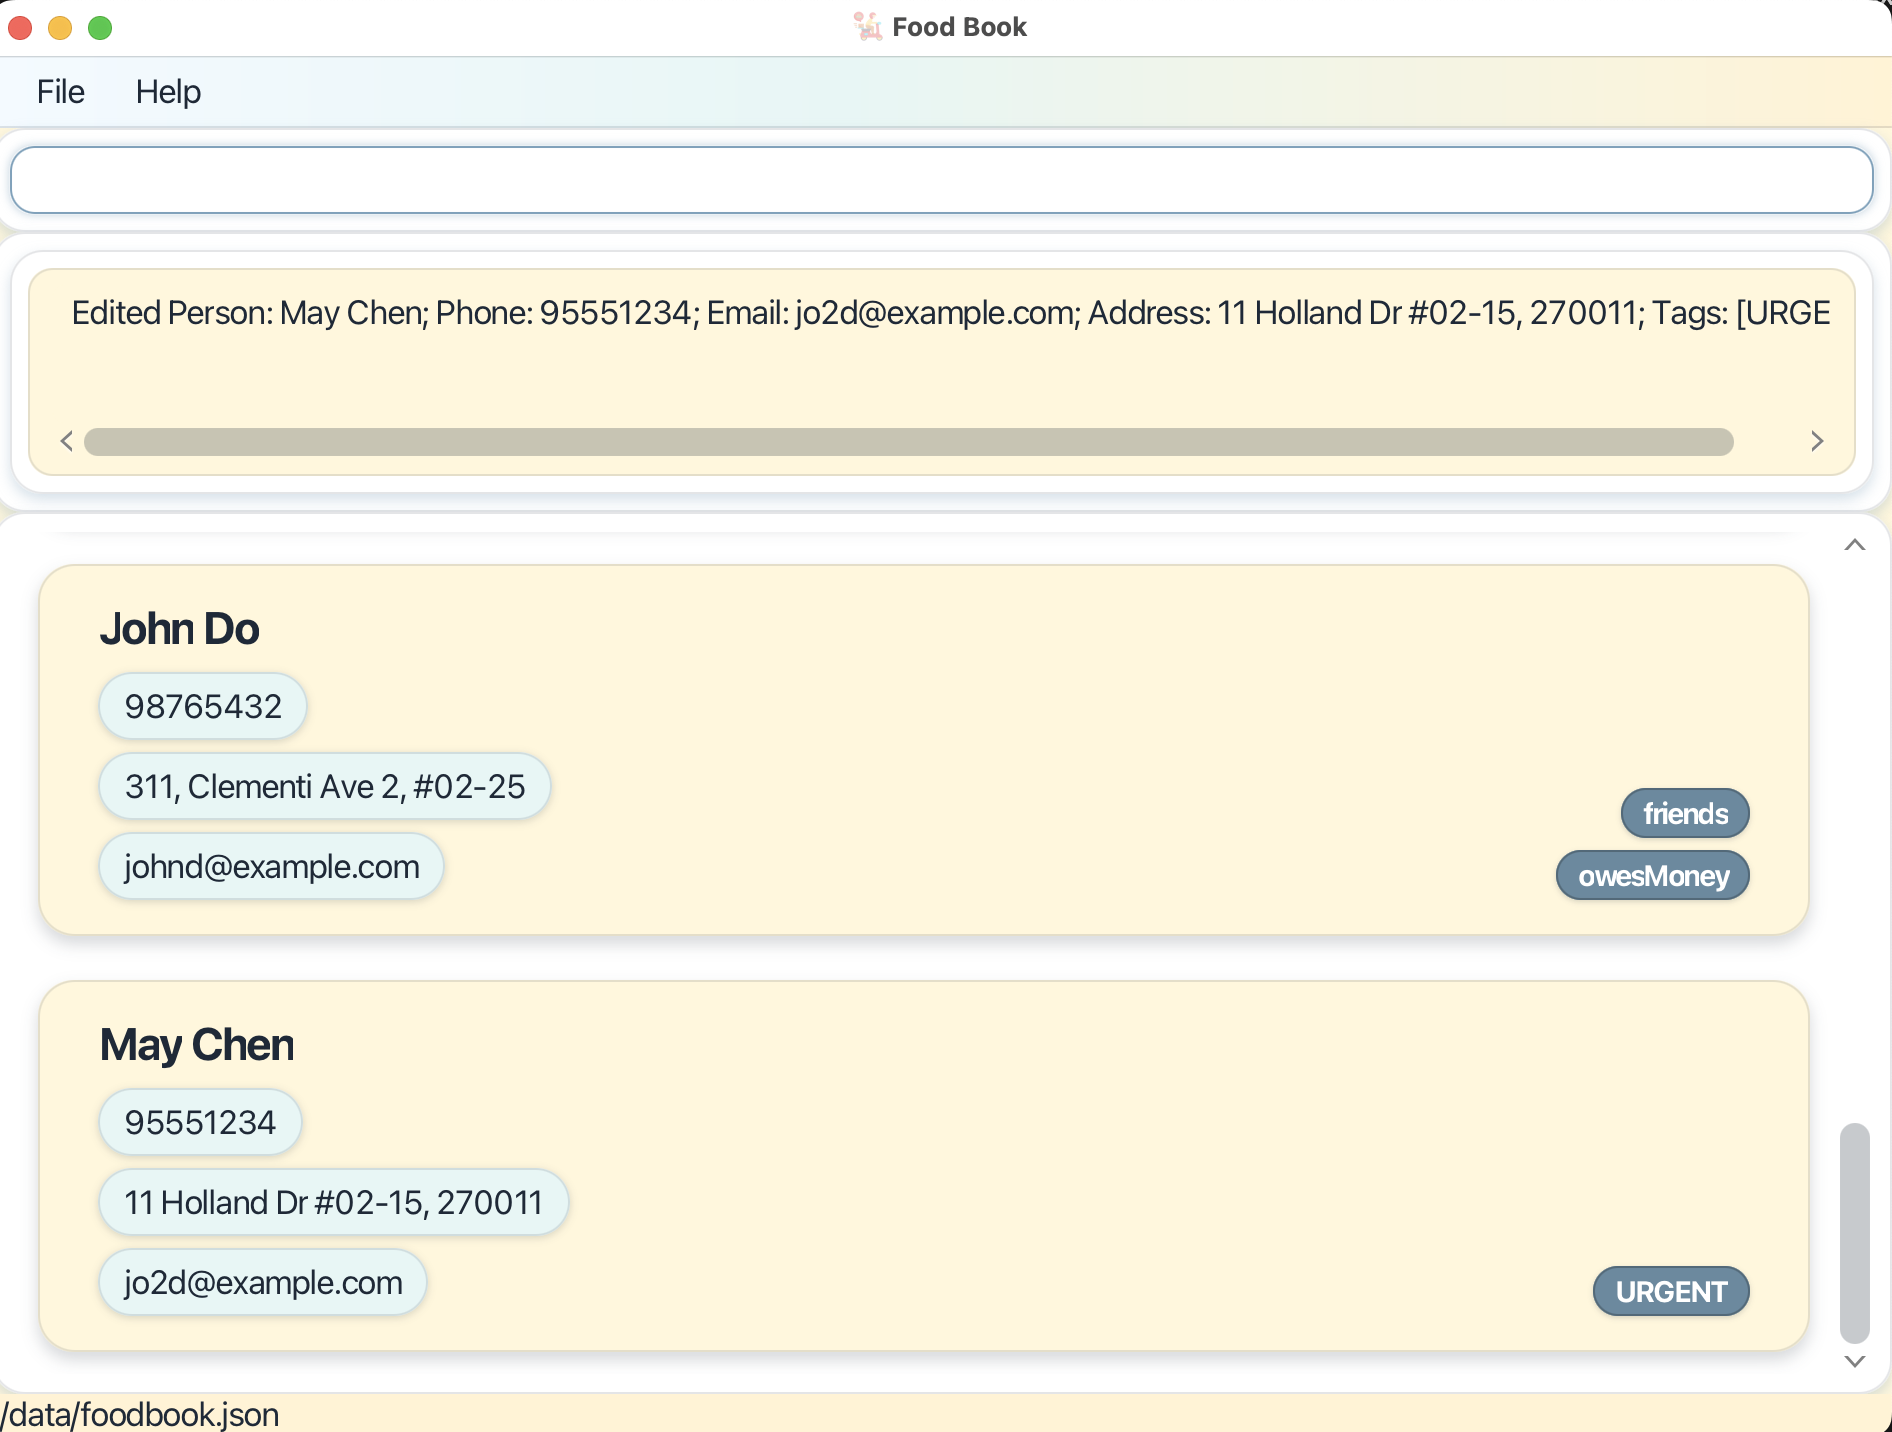 Food Book
File Help
Edited Person: May Chen; Phone: 95551234; Email: jo2d@example.com; Address: 11 Holland Dr #02-15, 270011; Tags: [URGE
John Do
98765432
311, Clementi Ave 2, #02-25
johnd@example.com
friends
owesMoney
May Chen
95551234
11 Holland Dr #02-15, 270011
jo2d@example.com
URGENT
/data/foodbook.json